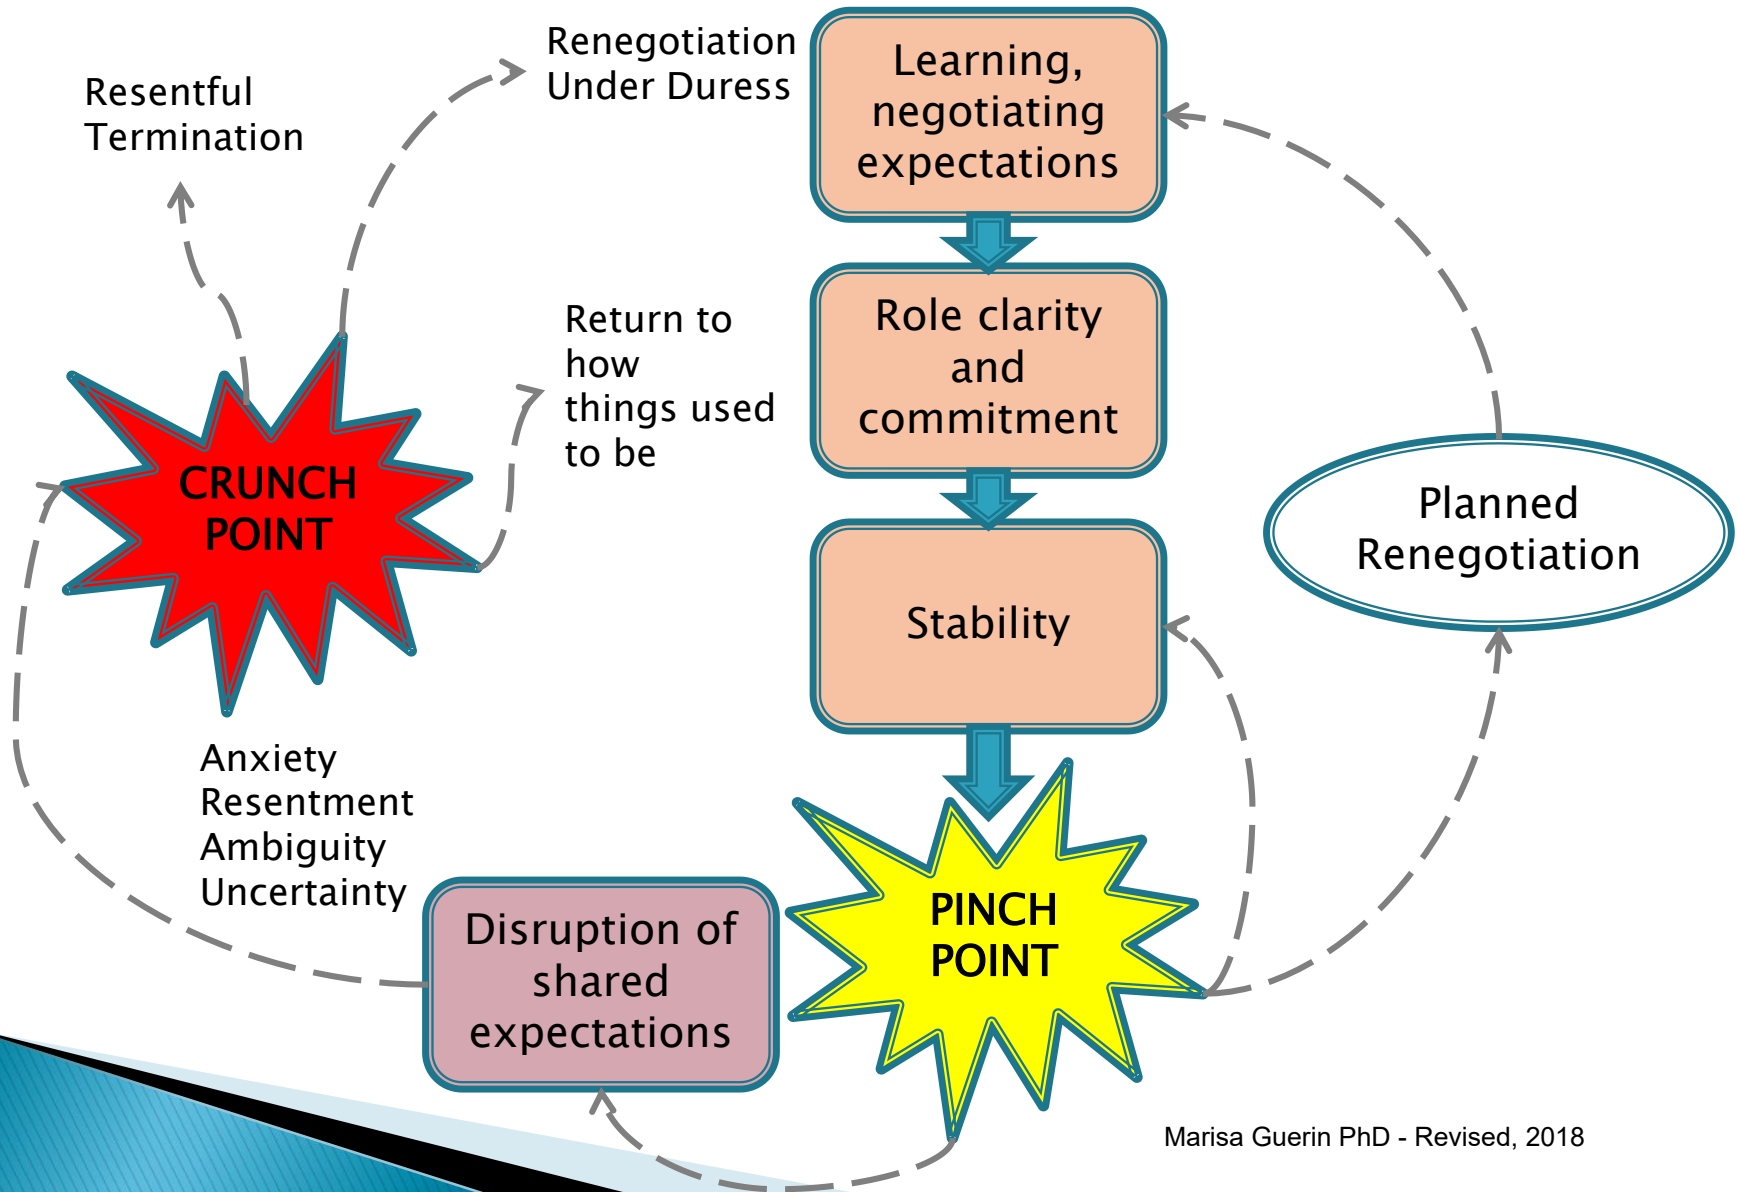 Resentful
Termination
Renegotiation
Under Duress
Learning,
negotiating
expectations
Return to
how
things used
to be
Role clarity
and
commitment
CRUNCH
POINT
Planned
Renegotiation
Stability
Anxiety
Resentment
Ambiguity
Uncertainty
Disruption of
shared
expectations
PINCH
POINT
Marisa Guerin PhD - Revised, 2018